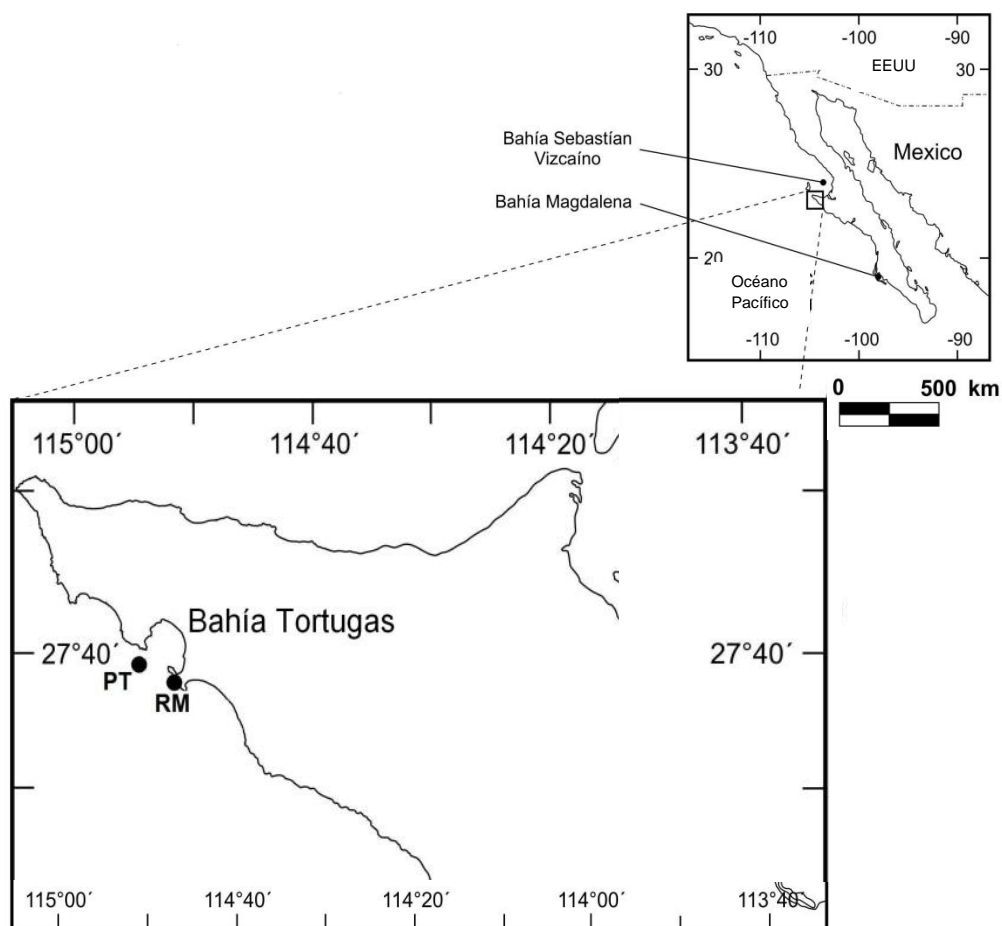 -110 -100 -90
30 EEUU 30
Bahía Sebastían
Vizcaíno
Mexico
Bahía Magdalena
20
Océano
Pacífico
-110 -100 -90
0 500 km
115°00´ 114°40´ 114°20´ 113°40´
Bahía Tortugas
27°40´ 27°40´
PT
RM
115°00´ 114°40´ 114°20´ 114°00´ 113°40´